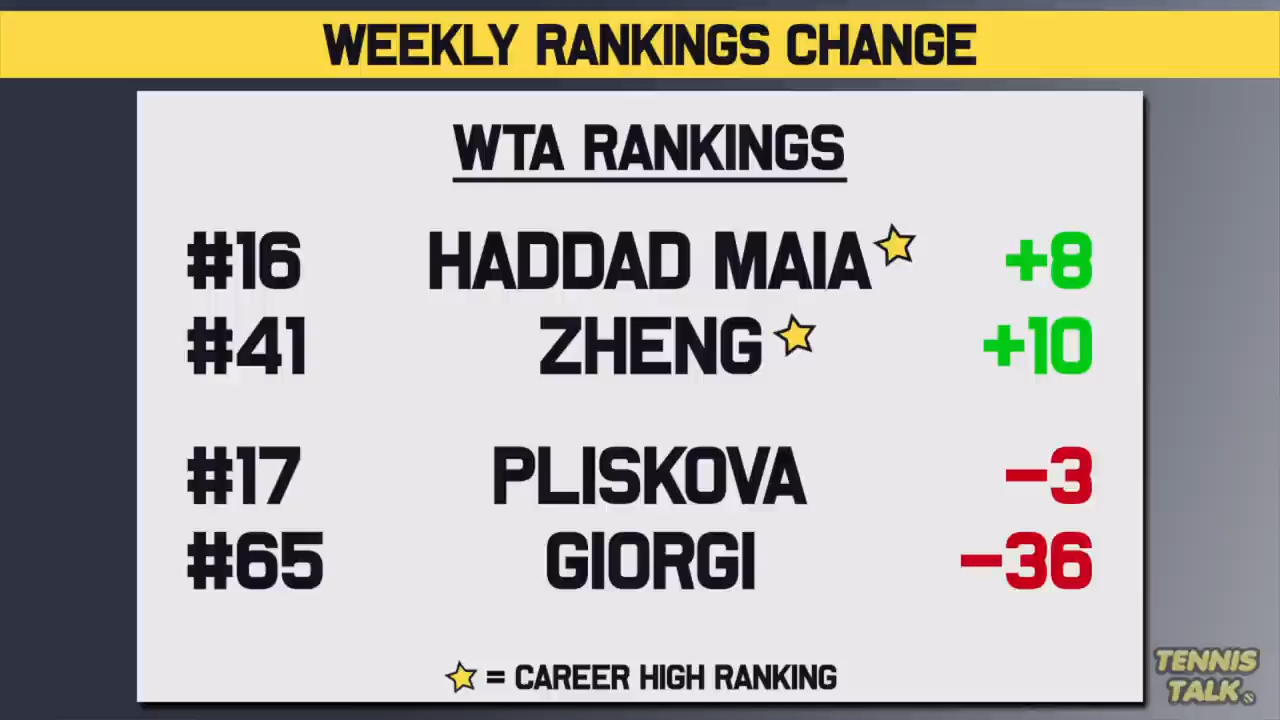 WEEKLY RANKINGS CHANGE
WTA RANKINGS
#16 HADDAD MAIA +8
#41 ZHENG +10
#17 PLISKOVA -3
#65 GIORGI -36
= CAREER HIGH RANKING
TENNIS
TALK